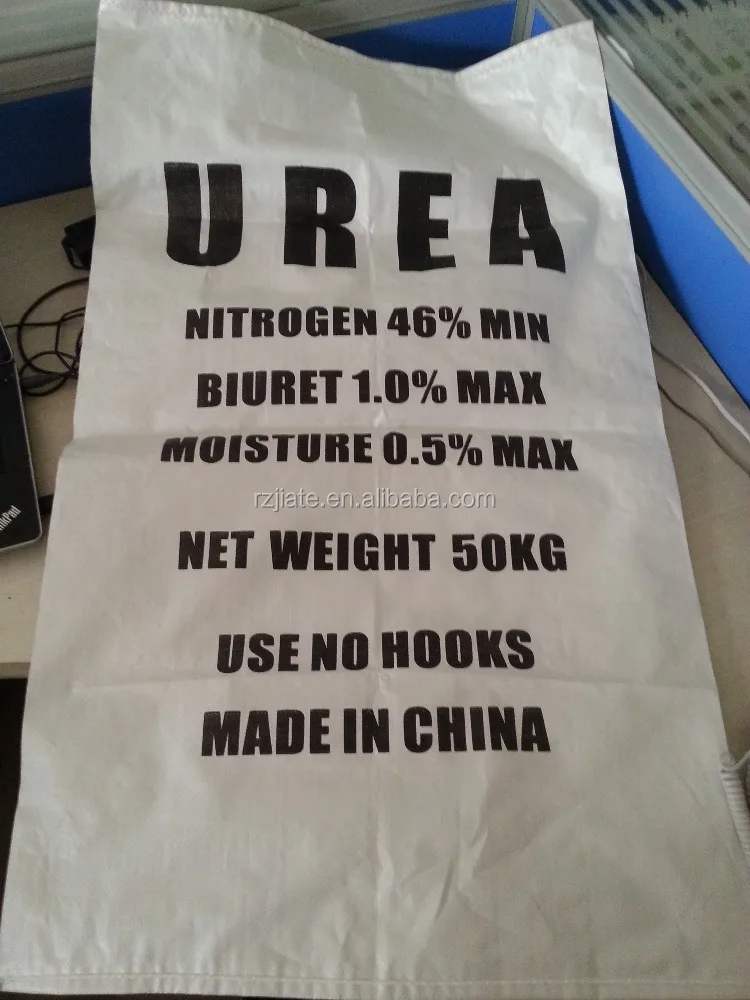 UREA
NITROGEN 46% MIN
BIURET 1.0% MAX
MOISTURE 0.5% MAX
rzjiate.en.alibaba.com
NET WEIGHT 50KG
nkPad
USE NO HOOKS
MADE IN CHINA